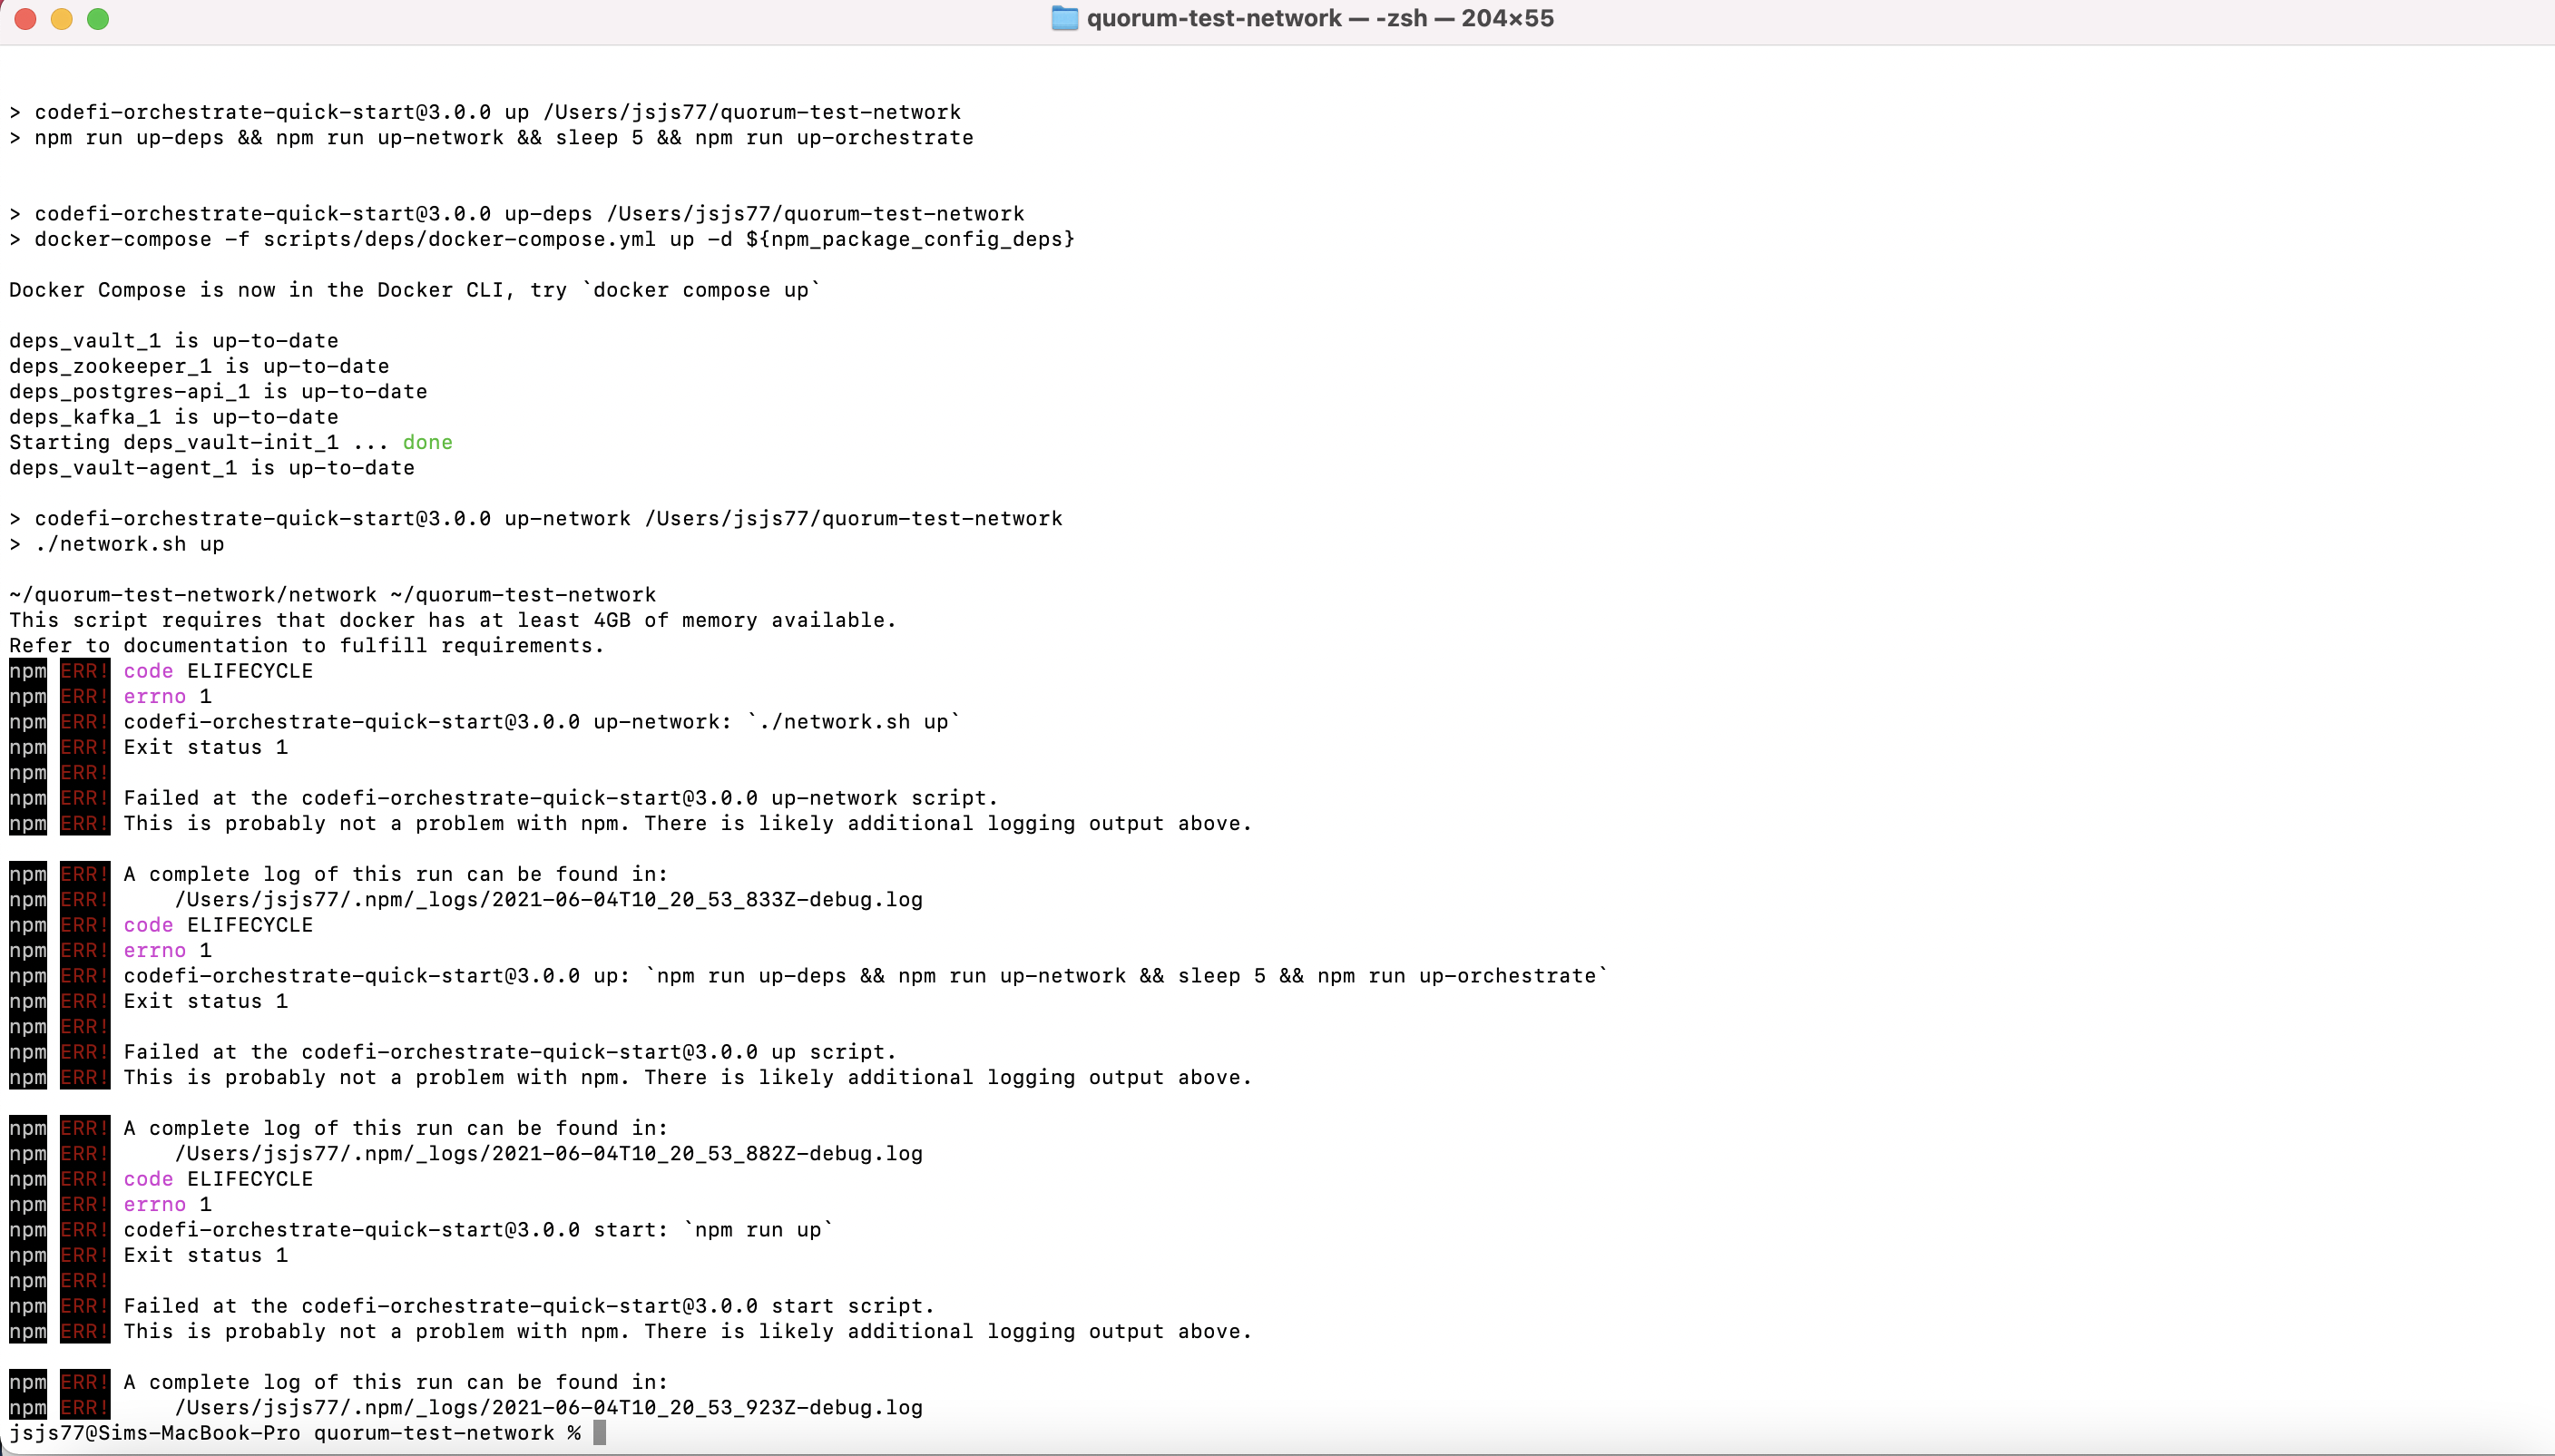 quorum-test-network — -zsh — 204×55
> codefi-orchestrate-quick-start@3.0.0 up /Users/jsjs77/quorum-test-network
> npm run up-deps && npm run up-network && sleep 5 && npm run up-orchestrate
> codefi-orchestrate-quick-start@3.0.0 up-deps /Users/jsjs77/quorum-test-network
> docker-compose -f scripts/deps/docker-compose.yml up -d ${npm_package_config_deps}
Docker Compose is now in the Docker CLI, try `docker compose up`
deps_vault_1 is up-to-date
deps_zookeeper_1 is up-to-date
deps_postgres-api_1 is up-to-date
deps_kafka_1 is up-to-date
Starting deps_vault-init_1 ... done
deps_vault-agent_1 is up-to-date
> codefi-orchestrate-quick-start@3.0.0 up-network /Users/jsjs77/quorum-test-network
> ./network.sh up
~/quorum-test-network/network ~/quorum-test-network
This script requires that docker has at least 4GB of memory available.
Refer to documentation to fulfill requirements.
npm ERR! code ELIFECYCLE
npm ERR! errno 1
npm ERR! codefi-orchestrate-quick-start@3.0.0 up-network: `./network.sh up`
npm ERR! Exit status 1
npm ERR!
npm ERR! Failed at the codefi-orchestrate-quick-start@3.0.0 up-network script.
npm ERR! This is probably not a problem with npm. There is likely additional logging output above.
npm ERR! A complete log of this run can be found in:
npm ERR!     /Users/jsjs77/.npm/_logs/2021-06-04T10_20_53_833Z-debug.log
npm ERR! code ELIFECYCLE
npm ERR! errno 1
npm ERR! codefi-orchestrate-quick-start@3.0.0 up: `npm run up-deps && npm run up-network && sleep 5 && npm run up-orchestrate`
npm ERR! Exit status 1
npm ERR!
npm ERR! Failed at the codefi-orchestrate-quick-start@3.0.0 up script.
npm ERR! This is probably not a problem with npm. There is likely additional logging output above.
npm ERR! A complete log of this run can be found in:
npm ERR!     /Users/jsjs77/.npm/_logs/2021-06-04T10_20_53_882Z-debug.log
npm ERR! code ELIFECYCLE
npm ERR! errno 1
npm ERR! codefi-orchestrate-quick-start@3.0.0 start: `npm run up`
npm ERR! Exit status 1
npm ERR!
npm ERR! Failed at the codefi-orchestrate-quick-start@3.0.0 start script.
npm ERR! This is probably not a problem with npm. There is likely additional logging output above.
npm ERR! A complete log of this run can be found in:
npm ERR!     /Users/jsjs77/.npm/_logs/2021-06-04T10_20_53_923Z-debug.log
jsjs77@Sims-MacBook-Pro quorum-test-network %